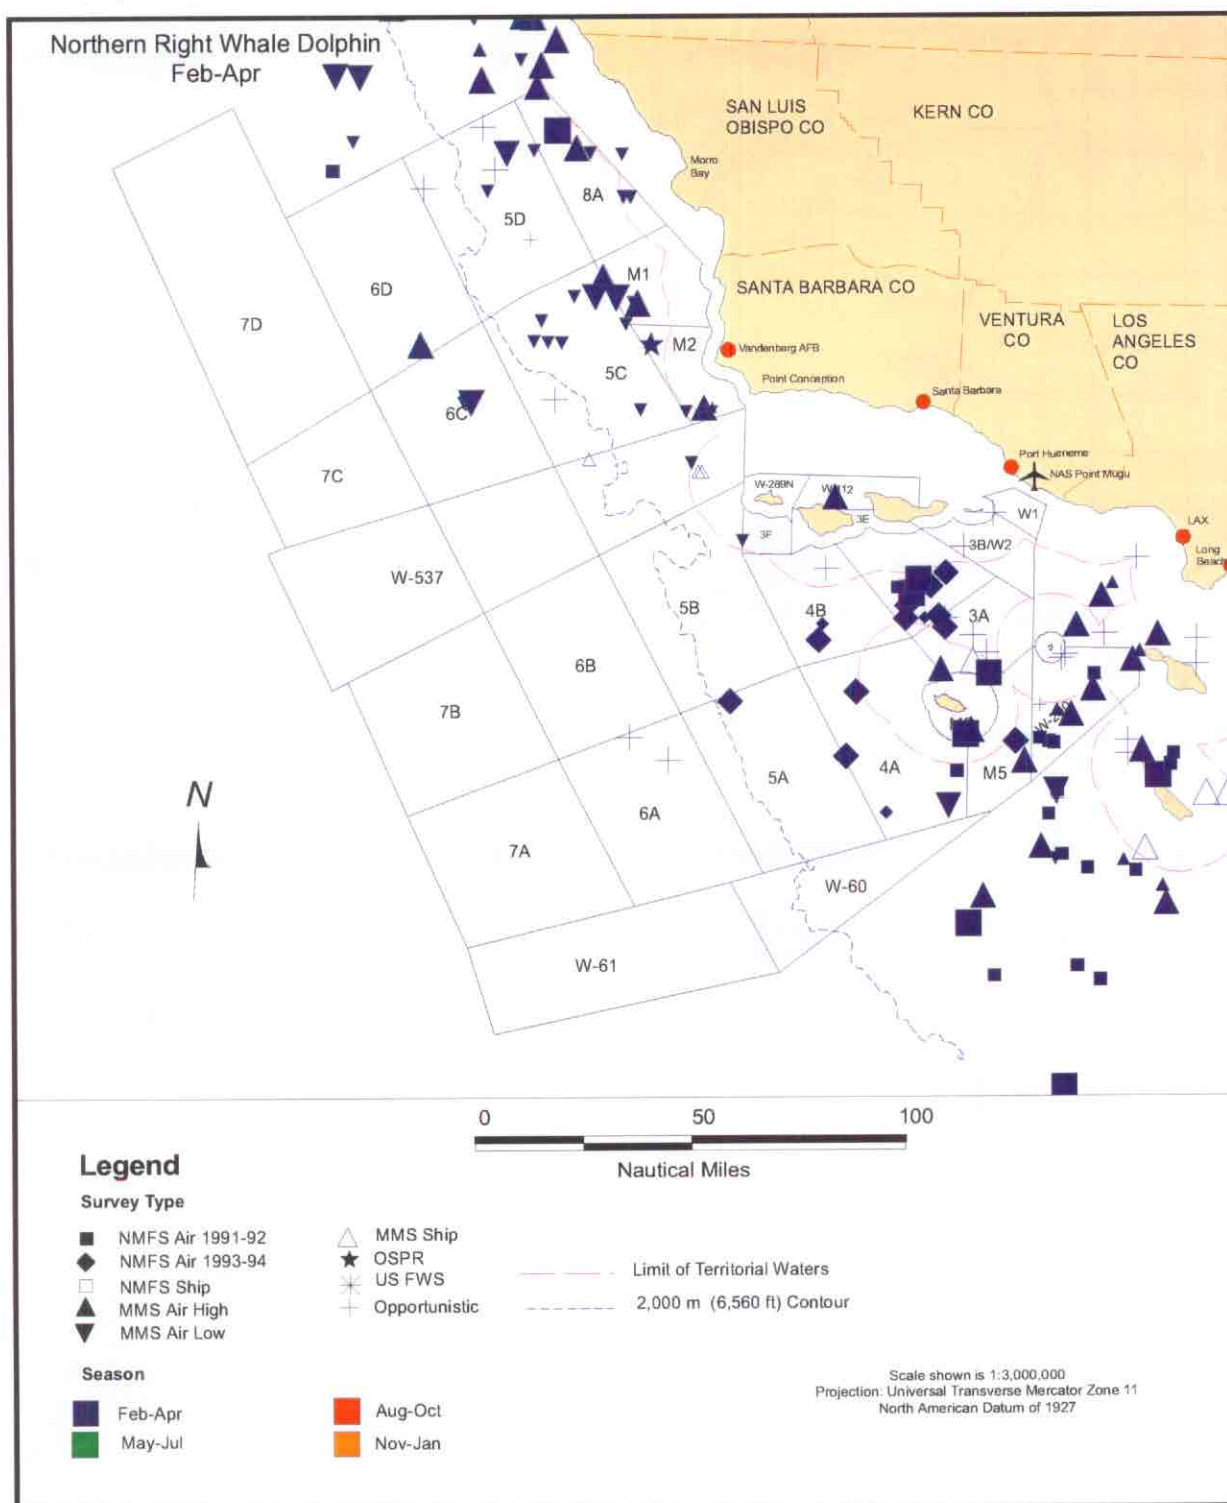 Northern Right Whale Dolphin
Feb-Apr
SAN LUIS
OBISPO CO
KERN CO
Morro
Bay
8A
5D
6D
7D
M1
SANTA BARBARA CO
VENTURA
CO
LOS
ANGELES
CO
M2
Vandenberg AFB
5C
Point Conception
Santa Barbara
6C
7C
Port Hueneme
NAS Point Mugu
W-289N
3F
3E
W1
LAX
Long
Beach
3B/W2
W-537
5B
4B
3A
6B
7B
5A
4A
M5
6A
7A
W-60
W-61
N
0
50
100
Nautical Miles
Legend
Survey Type
NMFS Air 1991-92
NMFS Air 1993-94
NMFS Ship
MMS Air High
MMS Air Low
MMS Ship
OSPR
US FWS
Opportunistic
Limit of Territorial Waters
2,000 m (6,560 ft) Contour
Season
Feb-Apr
May-Jul
Aug-Oct
Nov-Jan
Scale shown is 1:3,000,000
Projection: Universal Transverse Mercator Zone 11
North American Datum of 1927